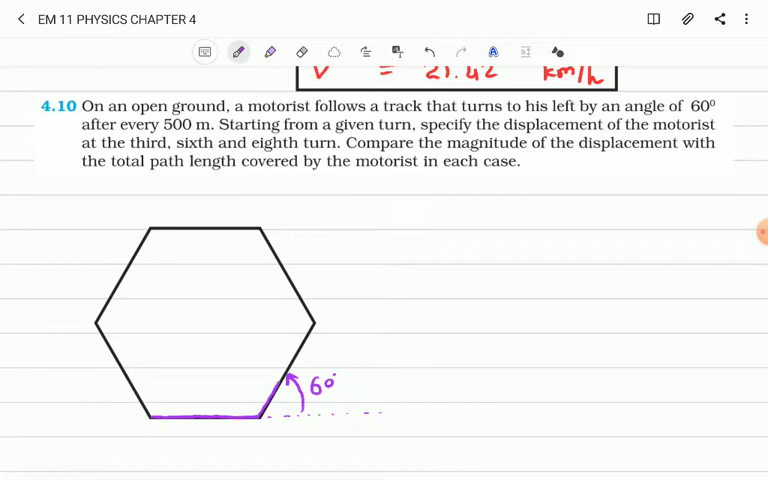 EM 11 PHYSICS CHAPTER 4
V = 21.42 km/h
4.10 On an open ground, a motorist follows a track that turns to his left by an angle of 60⁰
after every 500 m. Starting from a given turn, specify the displacement of the motorist
at the third, sixth and eighth turn. Compare the magnitude of the displacement with
the total path length covered by the motorist in each case.
60°